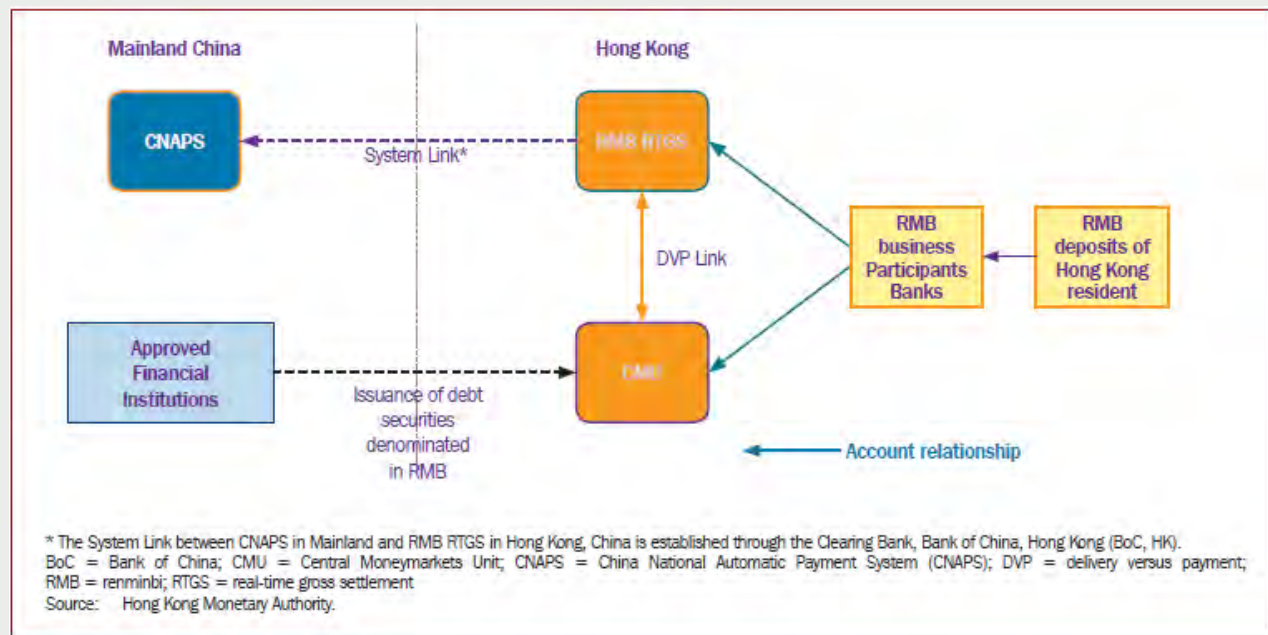 Mainland China
Hong Kong
CNAPS
System Link*
RMB RTGS
DVP Link
RMB
business
Participants
Banks
RMB
deposits of
Hong Kong
resident
Approved
Financial
Institutions
Issuance of debt
securities
denominated
in RMB
CMU
Account relationship
* The System Link between CNAPS in Mainland and RMB RTGS in Hong Kong, China is established through the Clearing Bank, Bank of China, Hong Kong (BoC, HK).
BoC = Bank of China; CMU = Central Moneymarkets Unit; CNAPS = China National Automatic Payment System (CNAPS); DVP = delivery versus payment;
RMB = renminbi; RTGS = real-time gross settlement
Source: Hong Kong Monetary Authority.